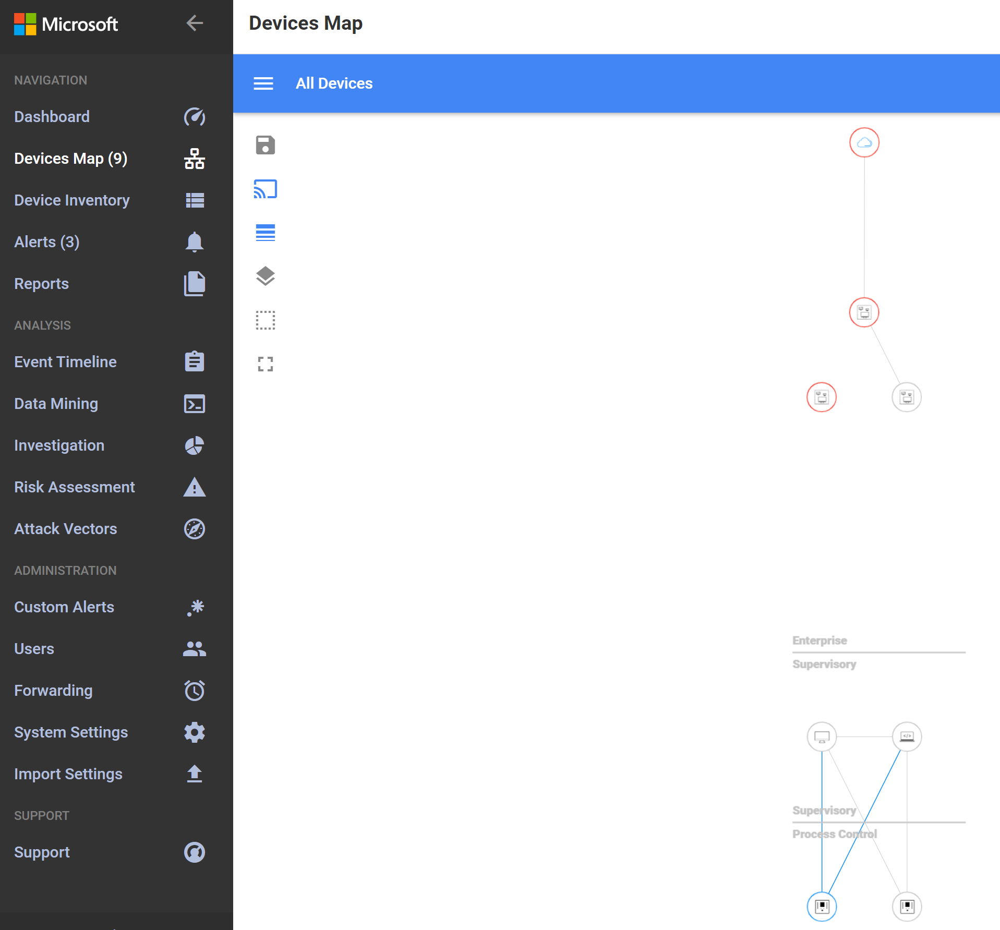 Microsoft
Devices Map
NAVIGATION
All Devices
Dashboard
Devices Map (9)
Device Inventory
Alerts (3)
Reports
ANALYSIS
Event Timeline
Data Mining
Investigation
Risk Assessment
Attack Vectors
ADMINISTRATION
Custom Alerts
Users
Forwarding
System Settings
Import Settings
SUPPORT
Support
Enterprise
Supervisory
Supervisory
Process Control